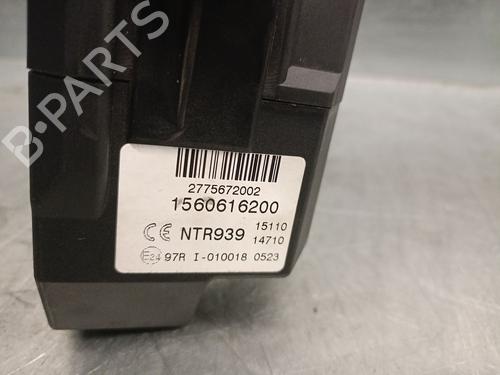 B-PARTS
2775672002
1560616200
CE NTR939 15110
14710
E24 97R I-010018 0523